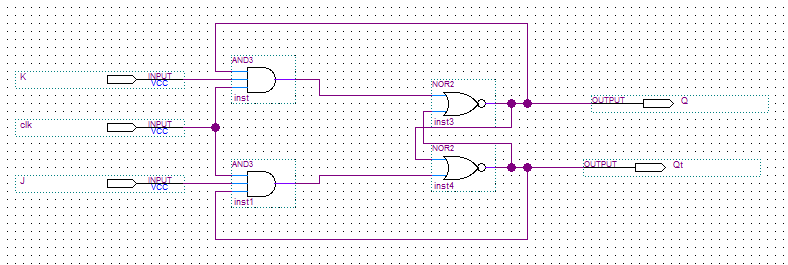 AND3
K
INPUT
VCC
inst
NOR2
OUTPUT
Q
clk
INPUT
VCC
inst3
NOR2
AND3
OUTPUT
Qt
J
INPUT
VCC
inst4
inst1